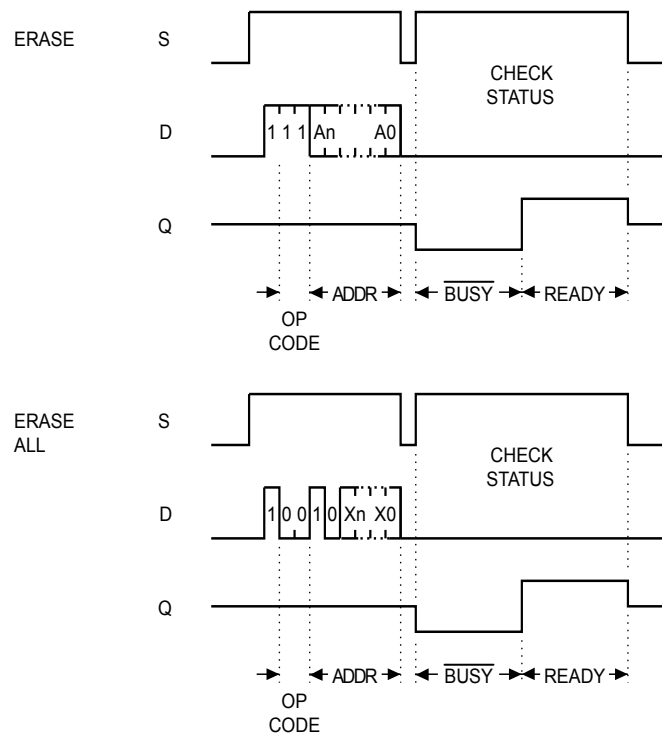 ERASE S
CHECK
STATUS
D 1 1 1 An A0
Q
ADDR BUSY READY
OP
CODE
ERASE
ALL S
CHECK
STATUS
D 1 0 0 1 0 Xn X0
Q
ADDR BUSY READY
OP
CODE